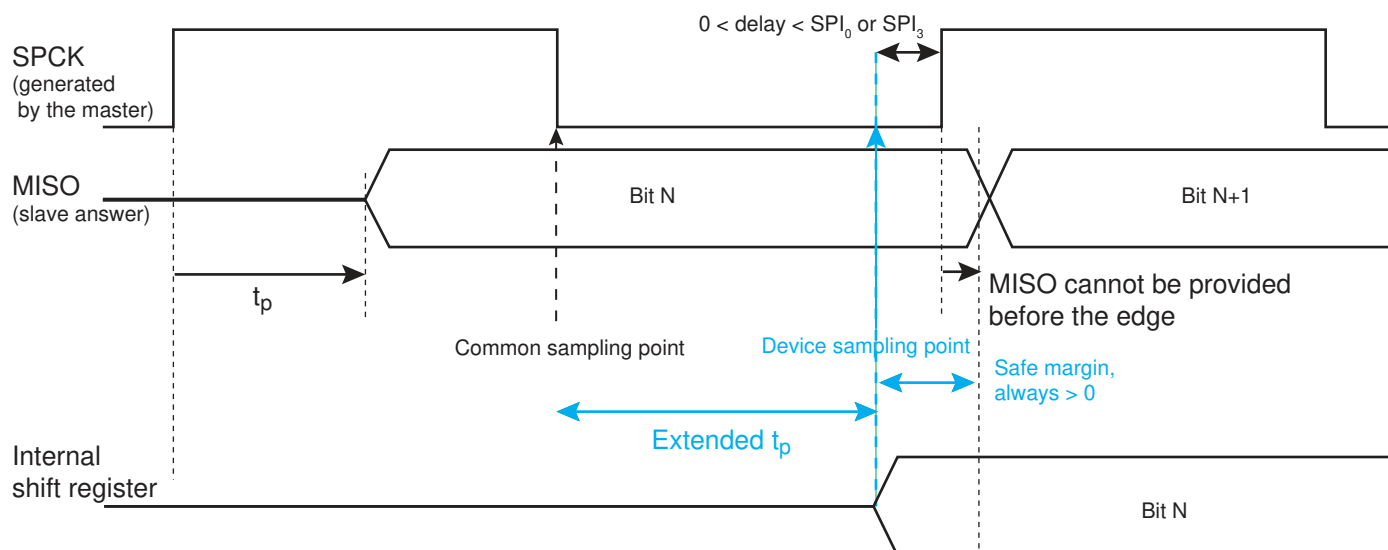 0 < delay < SPI0 or SPI3
SPCK
(generated
by the master)
MISO
(slave answer)
Bit N
Bit N+1
tp
MISO cannot be provided
before the edge
Common sampling point
Device sampling point
Safe margin,
always > 0
Extended tp
Internal
shift register
Bit N